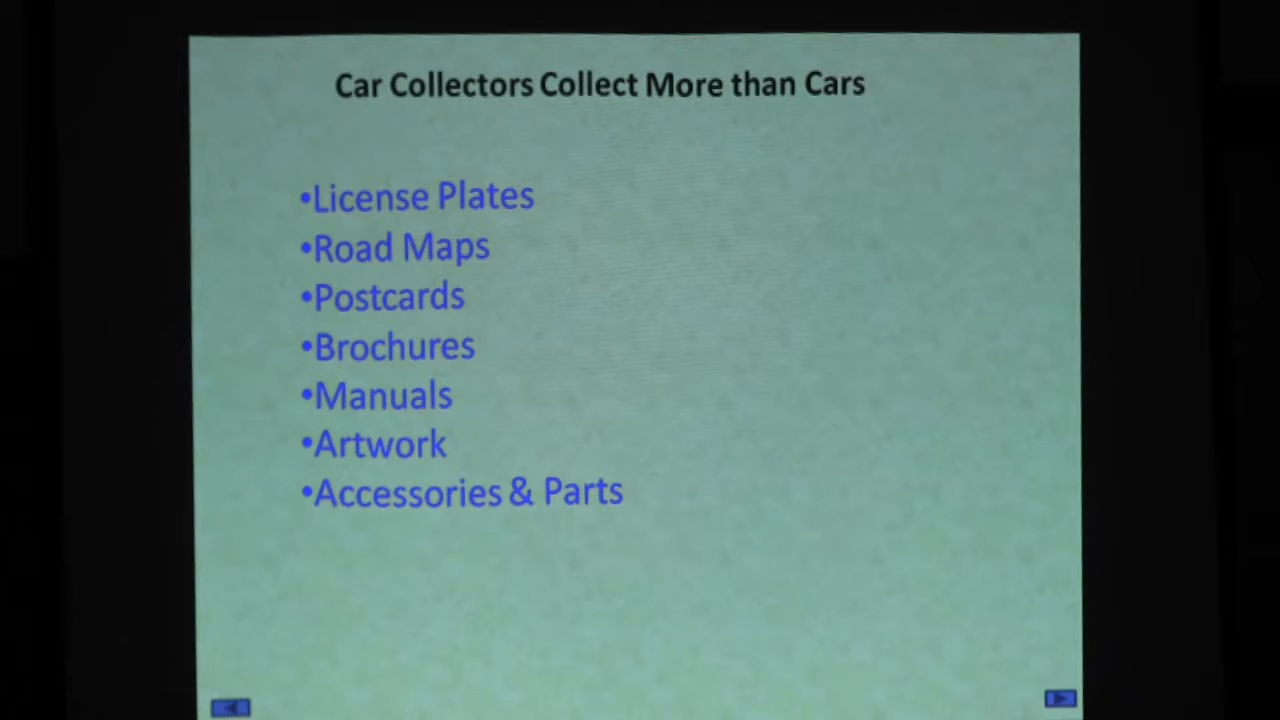 Car Collectors Collect More than Cars
•License Plates
•Road Maps
•Postcards
•Brochures
•Manuals
•Artwork
•Accessories & Parts